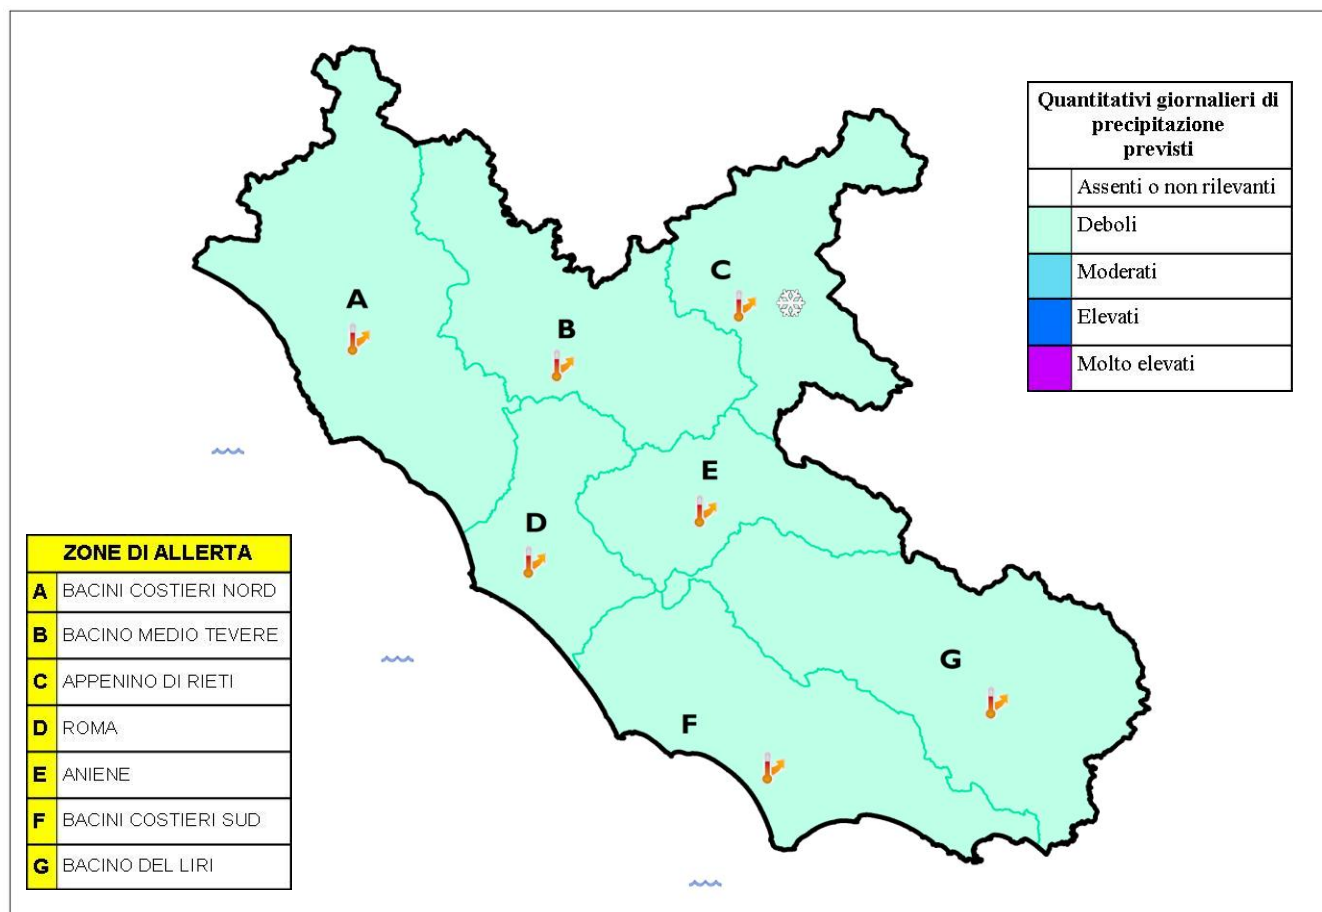 Quantitativi giornalieri di
precipitazione
previsti
Assenti o non rilevanti
Deboli
Moderati
Elevati
Molto elevati
C
A
B
E
D
G
F
ZONE DI ALLERTA
A BACINI COSTIERI NORD
B BACINO MEDIO TEVERE
C APPENINO DI RIETI
D ROMA
E ANIENE
F BACINI COSTIERI SUD
G BACINO DEL LIRI